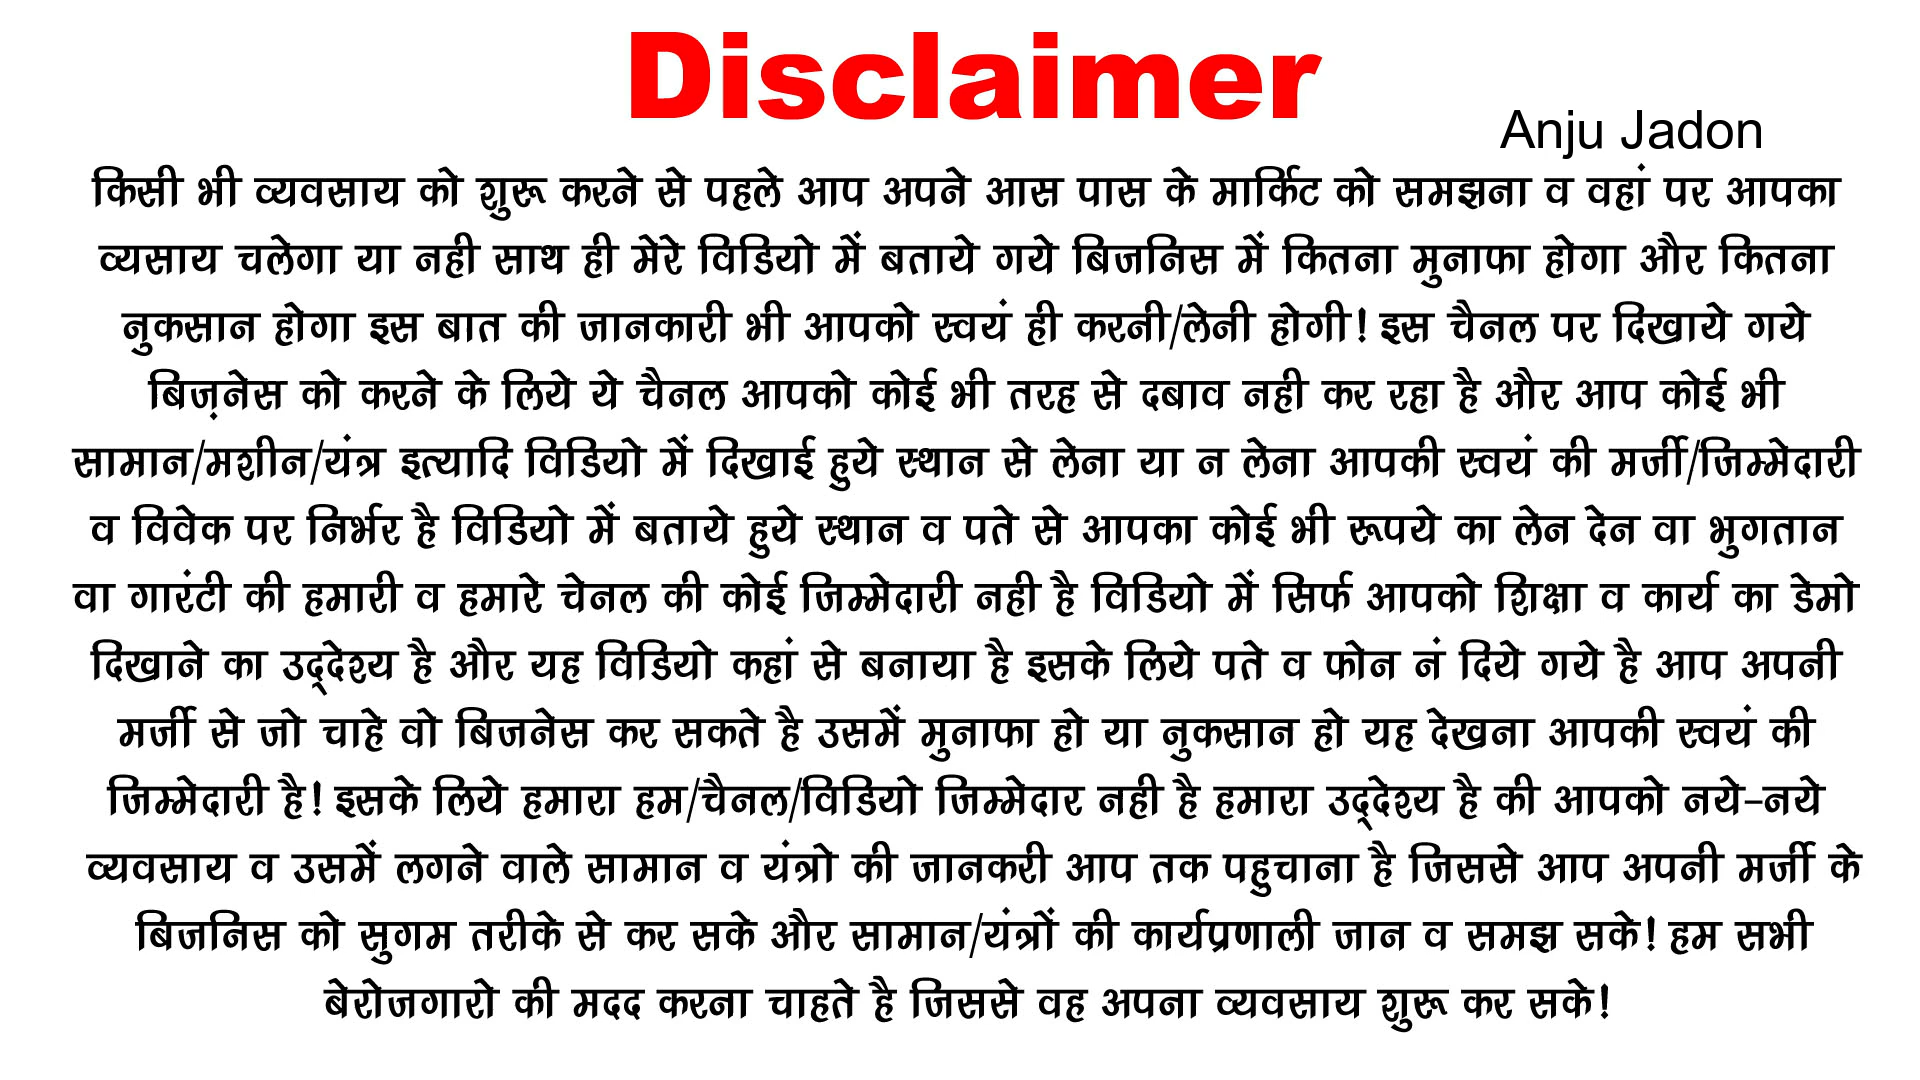 Disclaimer
Anju Jadon
किसी भी व्यवसाय को शुरू करने से पहले आप अपने आस पास के मार्किट को समझना व वहां पर आपका
व्यसाय चलेगा या नही साथ ही मेरे विडियो में बताये गये बिजनिस में कितना मुनाफा होगा और कितना
नुकसान होगा इस बात की जानकारी भी आपको स्वयं ही करनी/लेनी होगी! इस चैनल पर दिखाये गये
बिज़नेस को करने के लिये ये चैनल आपको कोई भी तरह से दबाव नही कर रहा है और आप कोई भी
सामान/मशीन/यंत्र इत्यादि विडियो में दिखाई हुये स्थान से लेना या न लेना आपकी स्वयं की मर्जी/जिम्मेदारी
व विवेक पर निर्भर है विडियो में बताये हुये स्थान व पते से आपका कोई भी रूपये का लेन देन वा भुगतान
वा गारंटी की हमारी व हमारे चेनल की कोई जिम्मेदारी नही है विडियो में सिर्फ आपको शिक्षा व कार्य का डेमो
दिखाने का उद्देश्य है और यह विडियो कहां से बनाया है इसके लिये पते व फोन नं दिये गये है आप अपनी
मर्जी से जो चाहे वो बिजनेस कर सकते है उसमें मुनाफा हो या नुकसान हो यह देखना आपकी स्वयं की
जिम्मेदारी है! इसके लिये हमारा हम/चैनल/विडियो जिम्मेदार नही है हमारा उद्देश्य है की आपको नये-नये
व्यवसाय व उसमें लगने वाले सामान व यंत्रो की जानकरी आप तक पहुचाना है जिससे आप अपनी मर्जी के
बिजनिस को सुगम तरीके से कर सके और सामान/यंत्रों की कार्यप्रणाली जान व समझ सके! हम सभी
बेरोजगारो की मदद करना चाहते है जिससे वह अपना व्यवसाय शुरू कर सके!